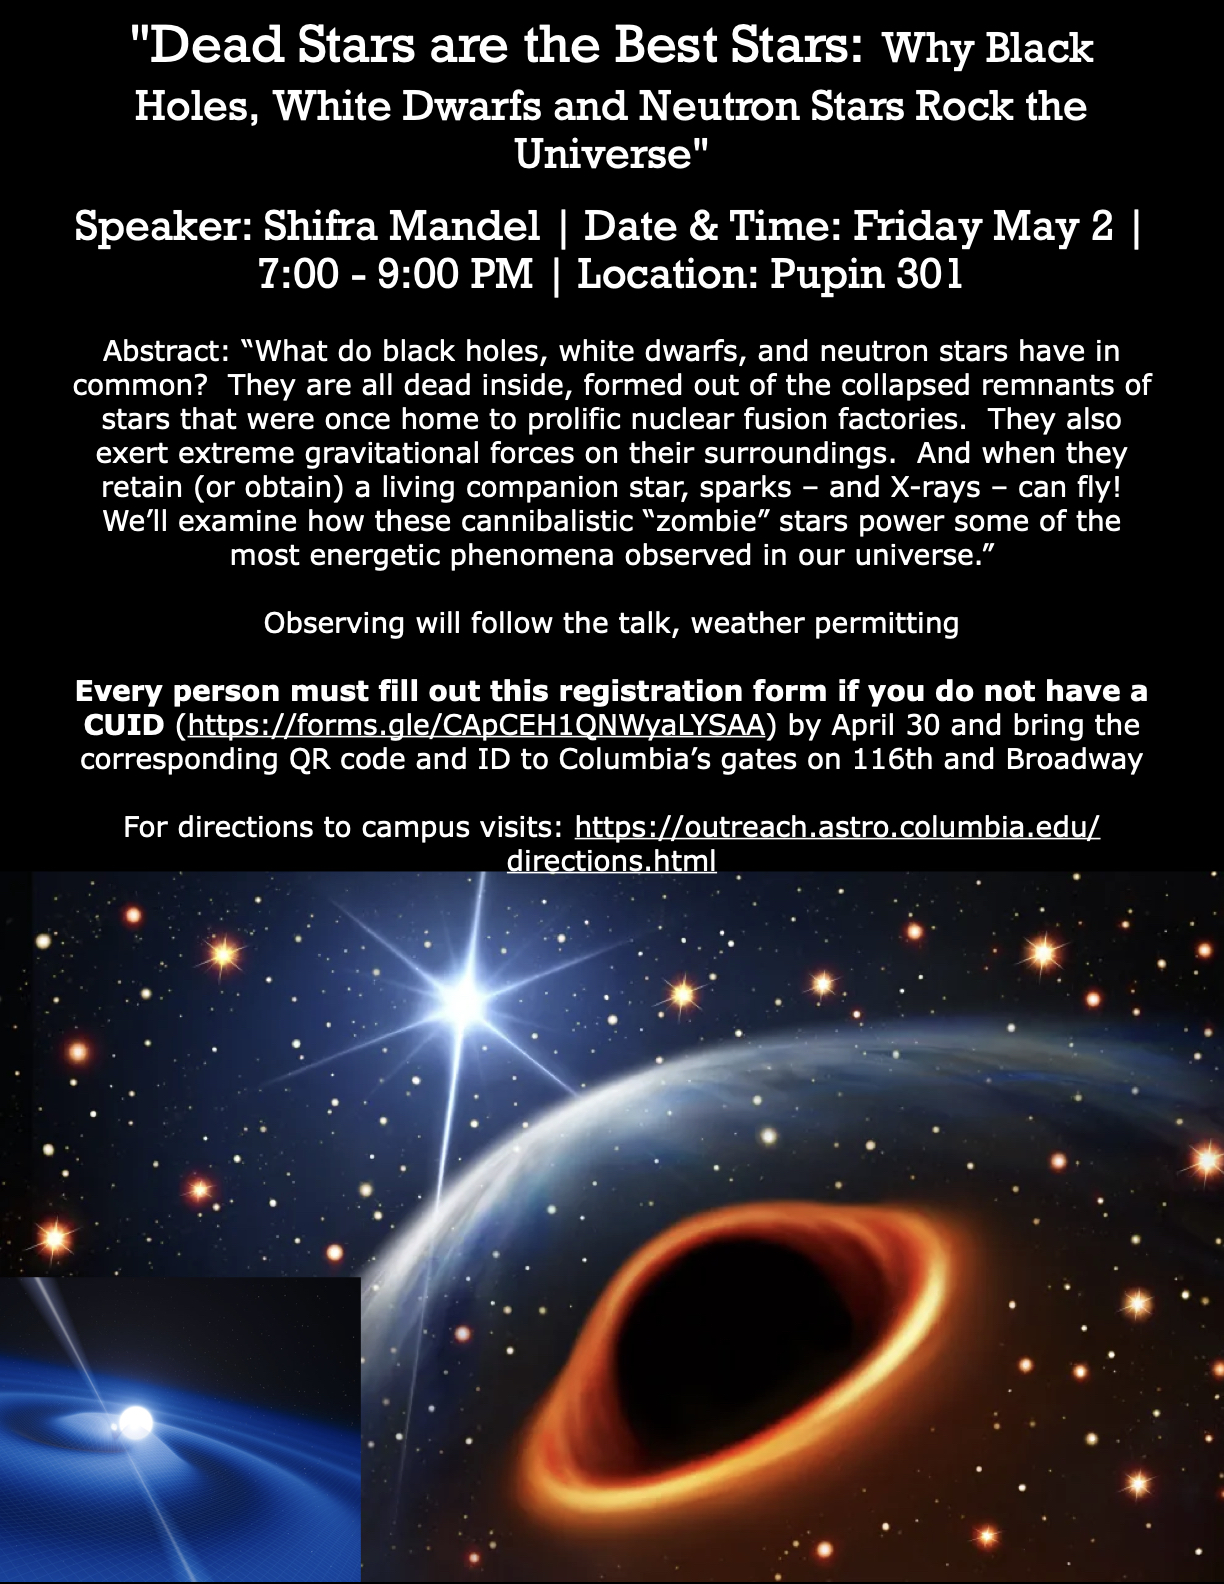 "Dead Stars are the Best Stars: Why Black
Holes, White Dwarfs and Neutron Stars Rock the
Universe"
Speaker: Shifra Mandel | Date & Time: Friday May 2 |
7:00 - 9:00 PM | Location: Pupin 301
Abstract: “What do black holes, white dwarfs, and neutron stars have in
common?  They are all dead inside, formed out of the collapsed remnants of
stars that were once home to prolific nuclear fusion factories.  They also
exert extreme gravitational forces on their surroundings.  And when they
retain (or obtain) a living companion star, sparks – and X-rays – can fly!
We’ll examine how these cannibalistic “zombie” stars power some of the
most energetic phenomena observed in our universe.”
Observing will follow the talk, weather permitting
Every person must fill out this registration form if you do not have a
CUID (https://forms.gle/CApCEH1QNWyaLYSAA) by April 30 and bring the
corresponding QR code and ID to Columbia’s gates on 116th and Broadway
For directions to campus visits: https://outreach.astro.columbia.edu/
directions.html